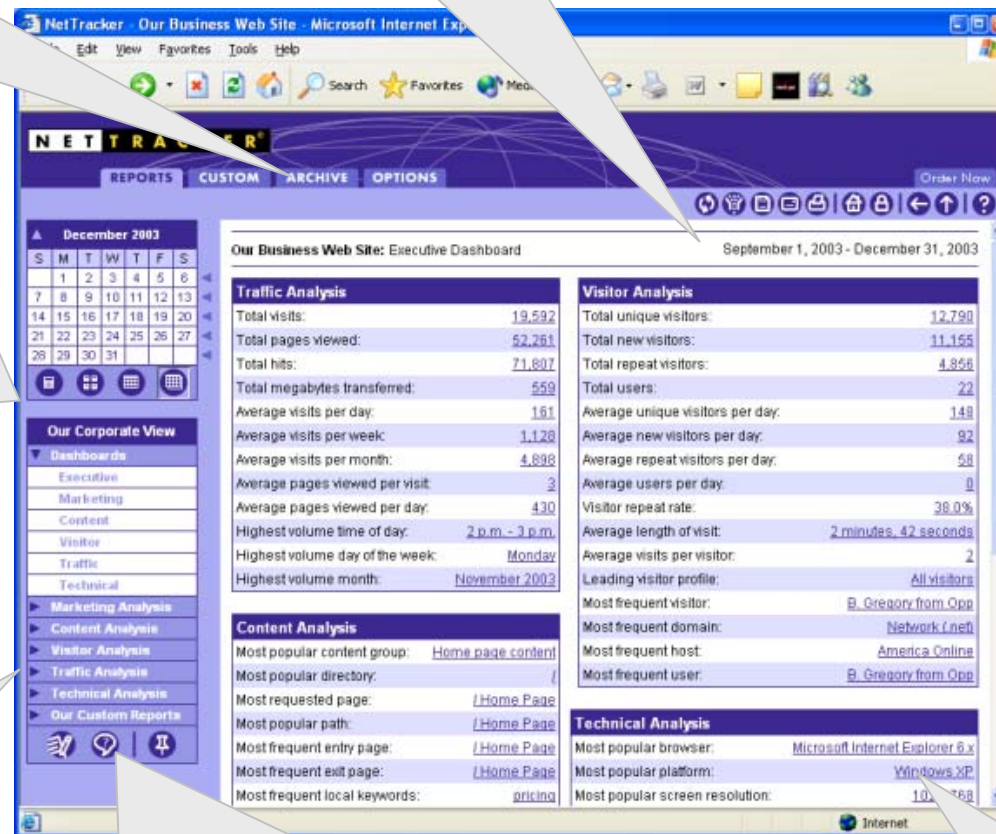 NetTracker - Our Business Web Site - Microsoft Internet Exp
Edit View Favorites Tools Help
Search Favorites
NETTRACKER®
REPORTS CUSTOM ARCHIVE OPTIONS
Order Now
December 2003
S M T W T F S
1 2 3 4 5 6
7 8 9 10 11 12 13
14 15 16 17 18 19 20
21 22 23 24 25 26 27
28 29 30 31
Our Corporate View
Dashboards
Executive
Marketing
Content
Visitor
Traffic
Technical
Marketing Analysis
Content Analysis
Visitor Analysis
Traffic Analysis
Technical Analysis
Our Custom Reports
Our Business Web Site: Executive Dashboard
September 1, 2003 - December 31, 2003
Traffic Analysis
Total visits: 19,592
Total pages viewed: 52,261
Total hits: 71,807
Total megabytes transferred: 559
Average visits per day: 161
Average visits per week: 1,128
Average visits per month: 4,898
Average pages viewed per visit: 3
Average pages viewed per day: 430
Highest volume time of day: 2 p.m. - 3 p.m.
Highest volume day of the week: Monday
Highest volume month: November 2003
Content Analysis
Most popular content group: Home page content
Most popular directory: /
Most requested page: / Home Page
Most popular path: / Home Page
Most frequent entry page: / Home Page
Most frequent exit page: / Home Page
Most frequent local keywords: pricing
Visitor Analysis
Total unique visitors: 12,790
Total new visitors: 11,155
Total repeat visitors: 4,856
Total users: 22
Average unique visitors per day: 148
Average new visitors per day: 92
Average repeat visitors per day: 58
Average users per day: 0
Visitor repeat rate: 38.0%
Average length of visit: 2 minutes, 42 seconds
Average visits per visitor: 2
Leading visitor profile: All visitors
Most frequent visitor: B. Gregory from Opp
Most frequent domain: Network (.net)
Most frequent host: America Online
Most frequent user: B. Gregory from Opp
Technical Analysis
Most popular browser: Microsoft Internet Explorer 6.x
Most popular platform: Windows XP
Most popular screen resolution:
Internet